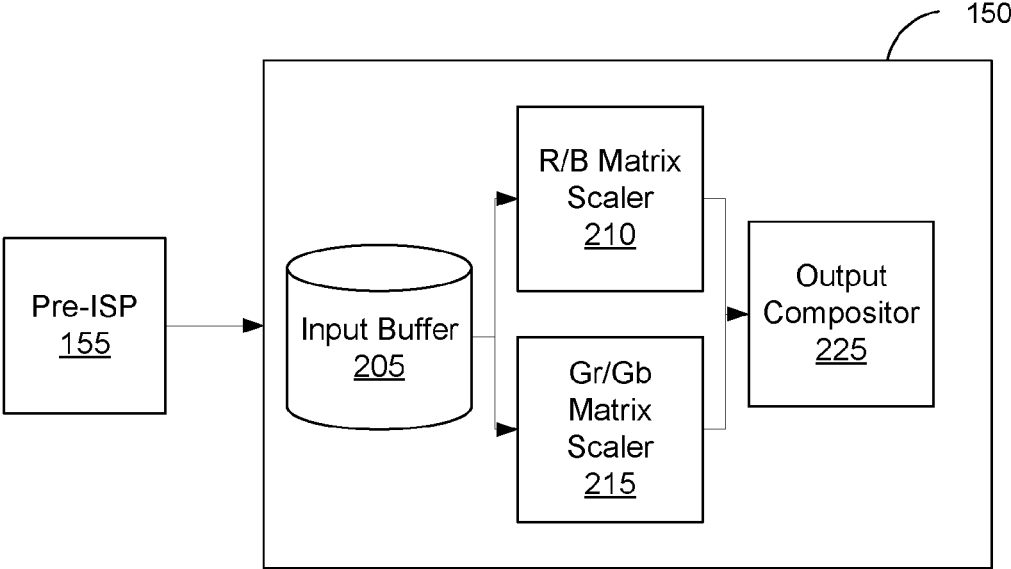 150
Pre-ISP
155
Input Buffer
205
R/B Matrix
Scaler
210
Gr/Gb
Matrix
Scaler
215
Output
Compositor
225